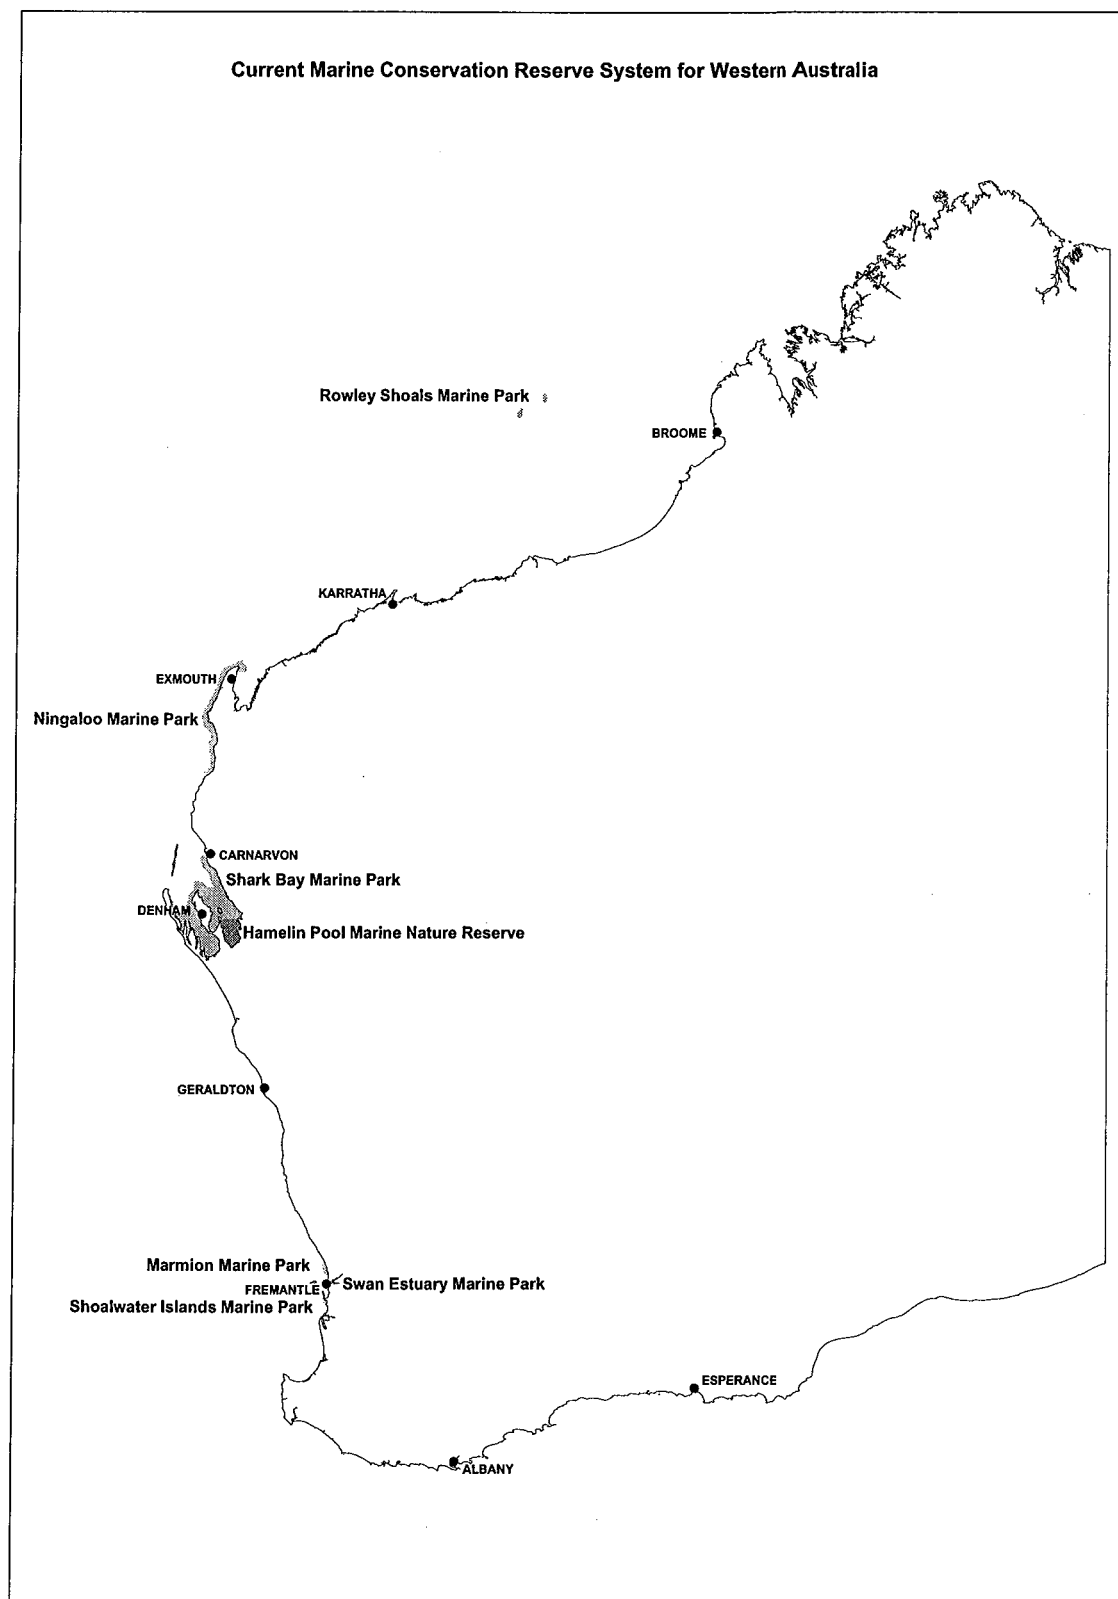 Current Marine Conservation Reserve System for Western Australia
Rowley Shoals Marine Park
BROOME
KARRATHA
EXMOUTH
Ningaloo Marine Park
CARNARVON
Shark Bay Marine Park
DENHAM
Hamelin Pool Marine Nature Reserve
GERALDTON
Marmion Marine Park
Swan Estuary Marine Park
FREMANTLE
Shoalwater Islands Marine Park
ESPERANCE
ALBANY